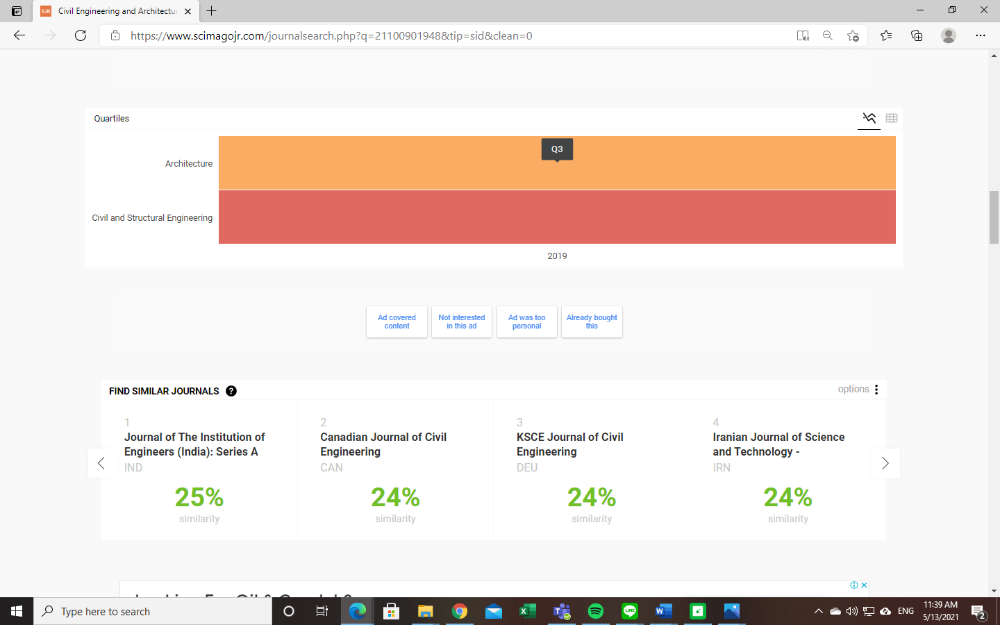 SJR Civil Engineering and Architectur
https://www.scimagojr.com/journalsearch.php?q=21100901948&tip=sid&clean=0
Quartiles
Q3
Architecture
Civil and Structural Engineering
2019
Ad covered
content
Not interested
in this ad
Ad was too
personal
Already bought
this
FIND SIMILAR JOURNALS ?
options
1
Journal of The Institution of
Engineers (India): Series A
IND
25%
similarity
2
Canadian Journal of Civil
Engineering
CAN
24%
similarity
3
KSCE Journal of Civil
Engineering
DEU
24%
similarity
4
Iranian Journal of Science
and Technology -
IRN
24%
similarity
Type here to search
ENG
11:39 AM
5/13/2021
2